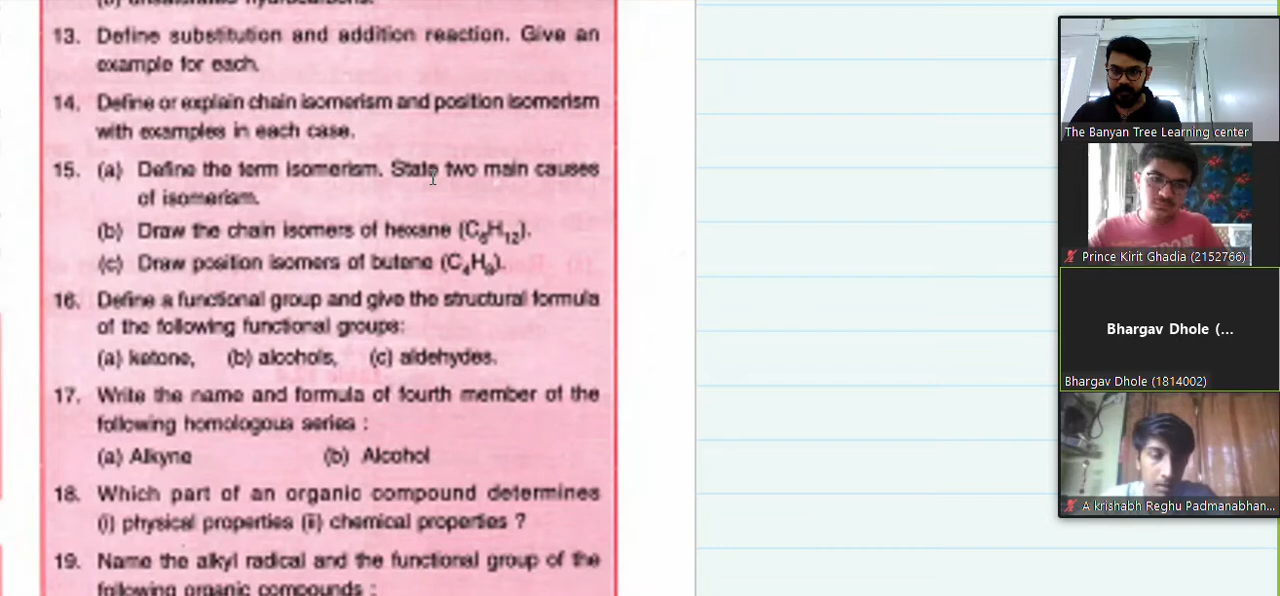 13. Define substitution and addition reaction. Give an
example for each.
14. Define or explain chain isomerism and position isomerism
with examples in each case.
15. (a) Define the term isomerism. State two main causes
of isomerism.
(b) Draw the chain isomers of hexane (C₆H₁₂).
(c) Draw position isomers of butene (C₄H₈).
16. Define a functional group and give the structural formula
of the following functional groups:
(a) ketone, (b) alcohols, (c) aldehydes.
17. Write the name and formula of fourth member of the
following homologous series :
(a) Alkyne (b) Alcohol
18. Which part of an organic compound determines
(i) physical properties (ii) chemical properties ?
19. Name the alkyl radical and the functional group of the
following organic compounds :
The Banyan Tree Learning center
Prince Kirit Ghadia (2152766)
Bhargav Dhole (...
Bhargav Dhole (1814002)
A krishabh Reghu Padmanabhan...